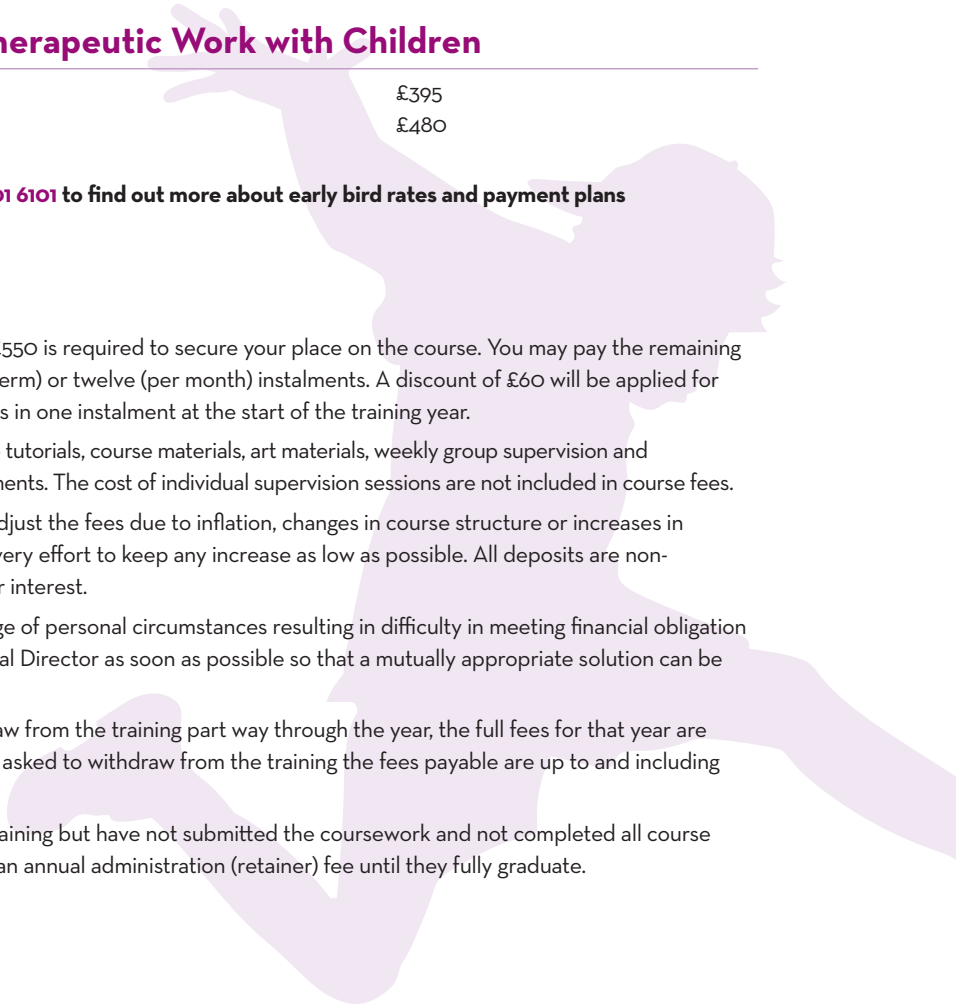 herapeutic Work with Children
£395
£480
01 6101 to find out more about early bird rates and payment plans
£550 is required to secure your place on the course. You may pay the remaining
erm) or twelve (per month) instalments. A discount of £60 will be applied for
s in one instalment at the start of the training year.
tutorials, course materials, art materials, weekly group supervision and
ents. The cost of individual supervision sessions are not included in course fees.
djust the fees due to inflation, changes in course structure or increases in
very effort to keep any increase as low as possible. All deposits are non-
r interest.
ge of personal circumstances resulting in difficulty in meeting financial obligation
al Director as soon as possible so that a mutually appropriate solution can be
aw from the training part way through the year, the full fees for that year are
asked to withdraw from the training the fees payable are up to and including
aining but have not submitted the coursework and not completed all course
an annual administration (retainer) fee until they fully graduate.